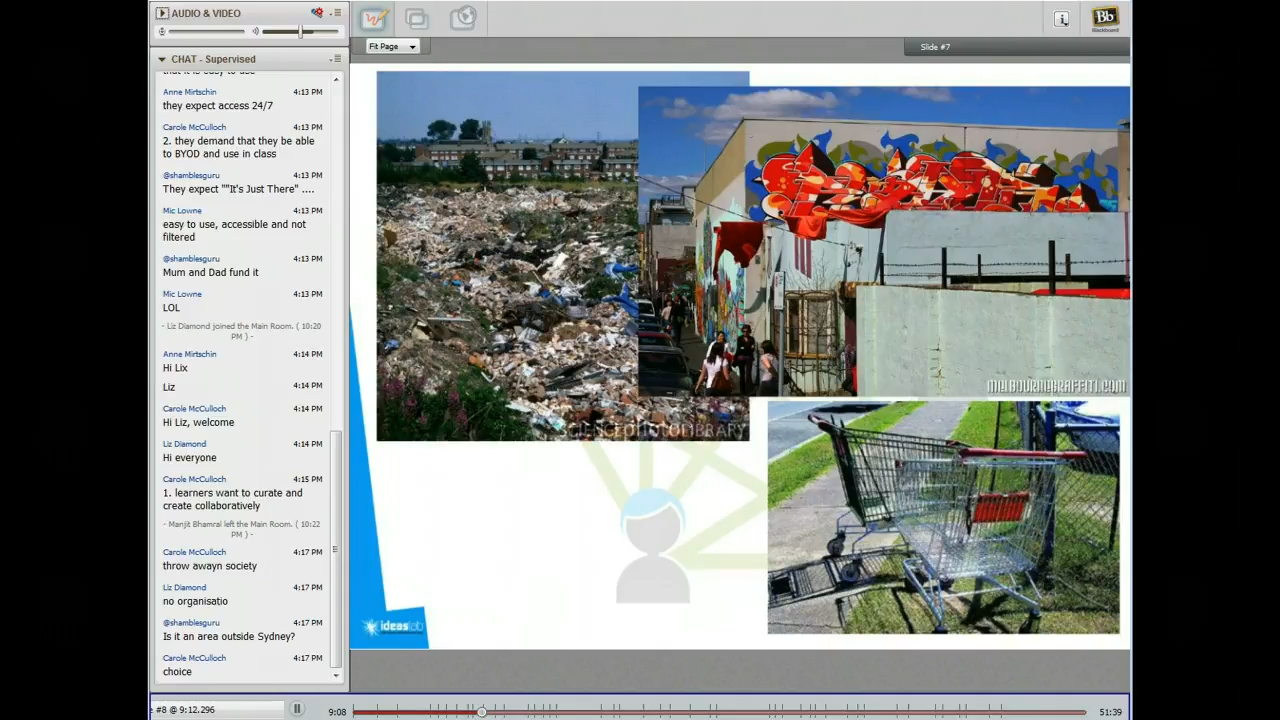 AUDIO & VIDEO
CHAT - Supervised
that it is easy to use
Anne Mirtschin 4:13 PM
they expect access 24/7
Carole McCulloch 4:13 PM
2. they demand that they be able
to BYOD and use in class
@shamblesguru 4:13 PM
They expect ""It's Just There" ....
Mic Lowne 4:13 PM
easy to use, accessible and not
filtered
@shamblesguru 4:13 PM
Mum and Dad fund it
Mic Lowne 4:13 PM
LOL
- Liz Diamond joined the Main Room. ( 10:20
PM ) -
Anne Mirtschin 4:14 PM
Hi Lix
Liz 4:14 PM
Carole McCulloch 4:14 PM
Hi Liz, welcome
Liz Diamond 4:14 PM
Hi everyone
Carole McCulloch 4:15 PM
1. learners want to curate and
create collaboratively
- Manjit Bhamral left the Main Room. ( 10:22
PM ) -
Carole McCulloch 4:17 PM
throw awayn society
Liz Diamond 4:17 PM
no organisatio
@shamblesguru 4:17 PM
Is it an area outside Sydney?
Carole McCulloch 4:17 PM
choice
#8 @ 9:12.296
9:08
51:39
Fit Page
Slide #7
Bb
Blackboard
MELBOURNEGRAFFITI.COM
SCIENCEPHOTOLIBRARY
ideaslab